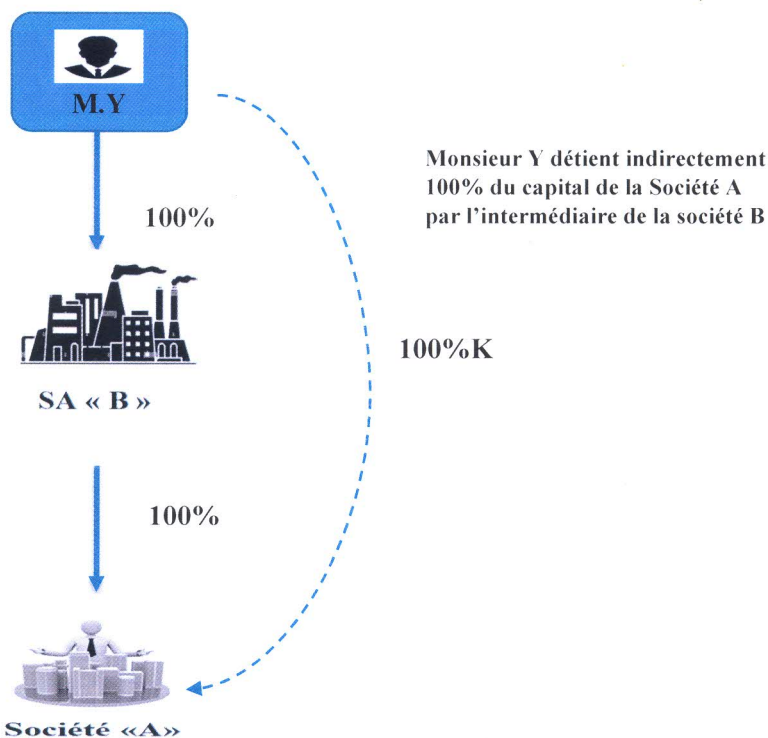 M.Y
Monsieur Y détient indirectement
100% du capital de la Société A
par l'intermédiaire de la société B
100%
100%K
SA « B »
100%
Société «A»